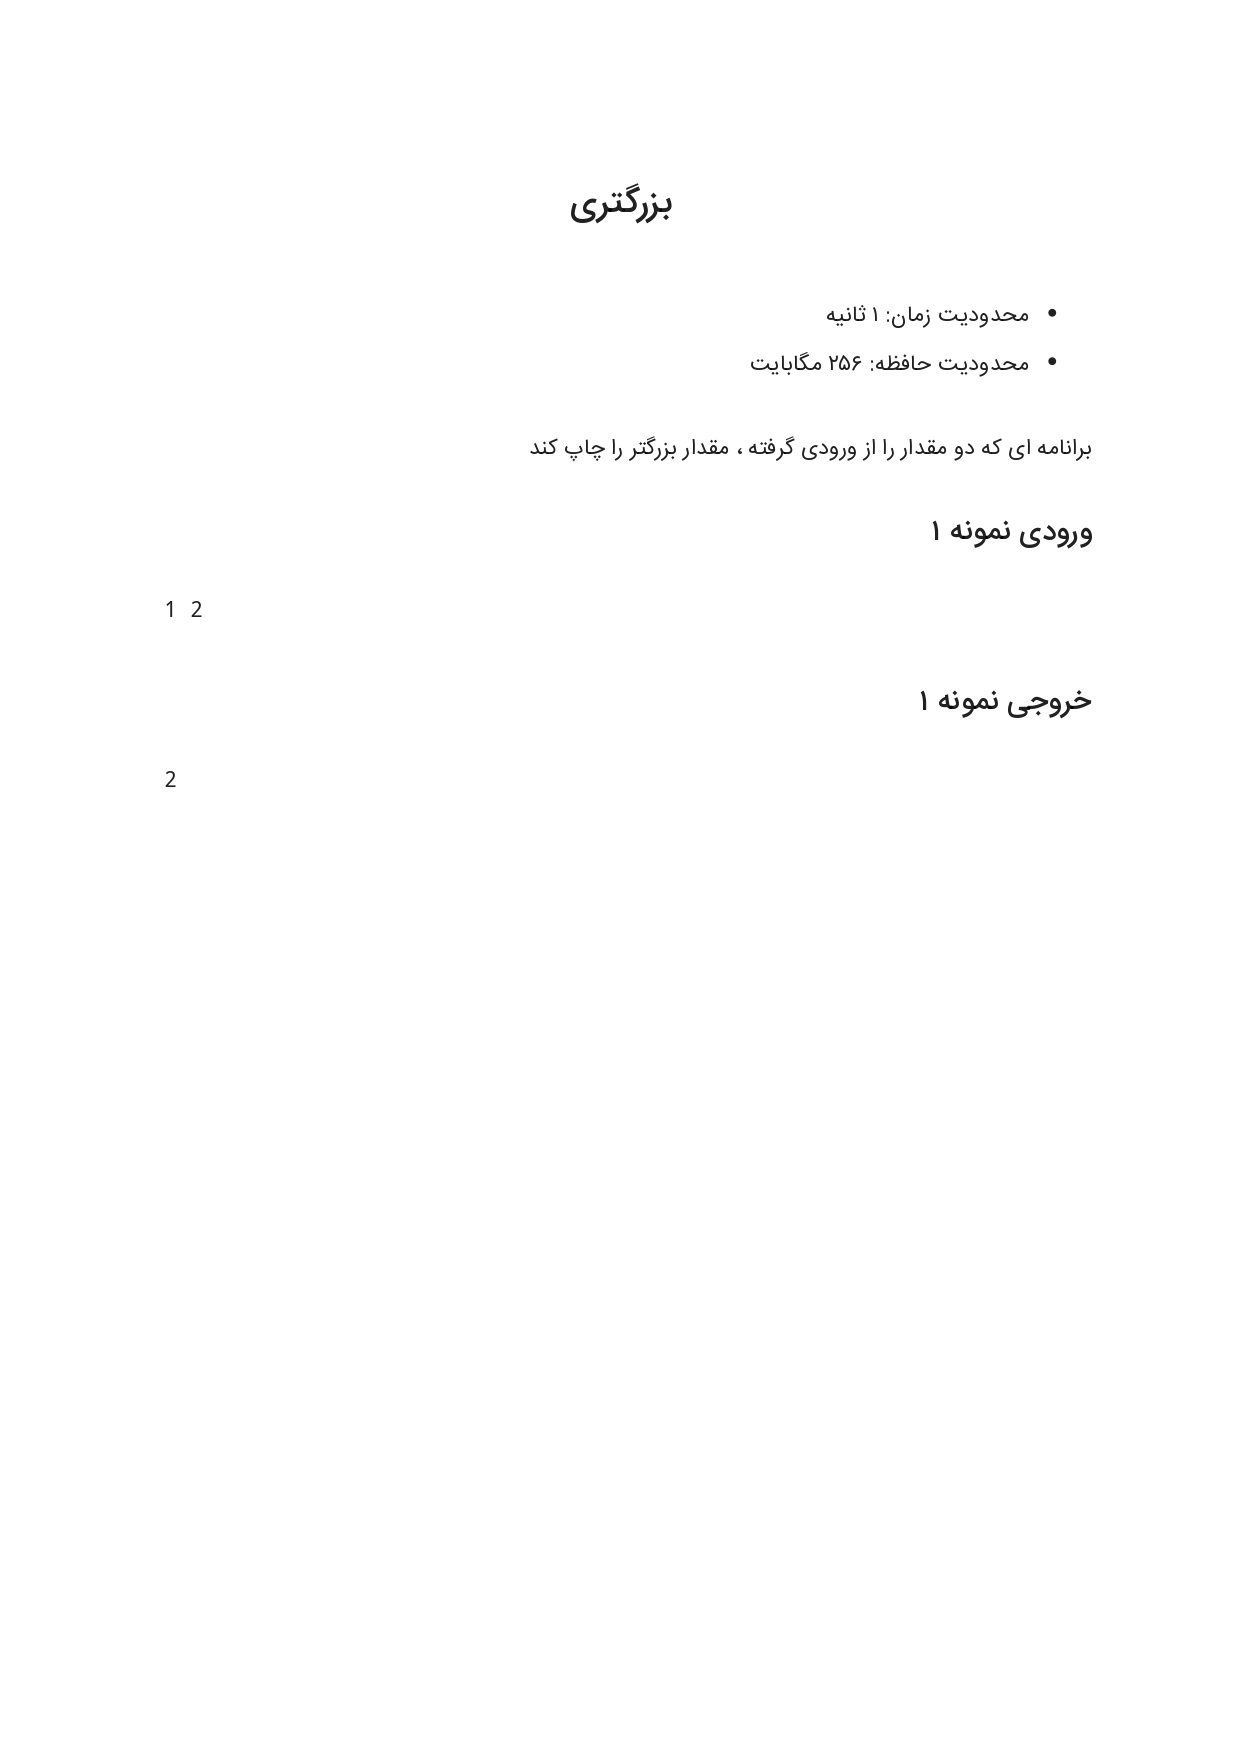 بزرگتری
محدودیت زمان: ۱ ثانیه
محدودیت حافظه: ۲۵۶ مگابایت
برانامه ای که دو مقدار را از ورودی گرفته ، مقدار بزرگتر را چاپ کند
ورودی نمونه ۱
1 2
خروجی نمونه ۱
2